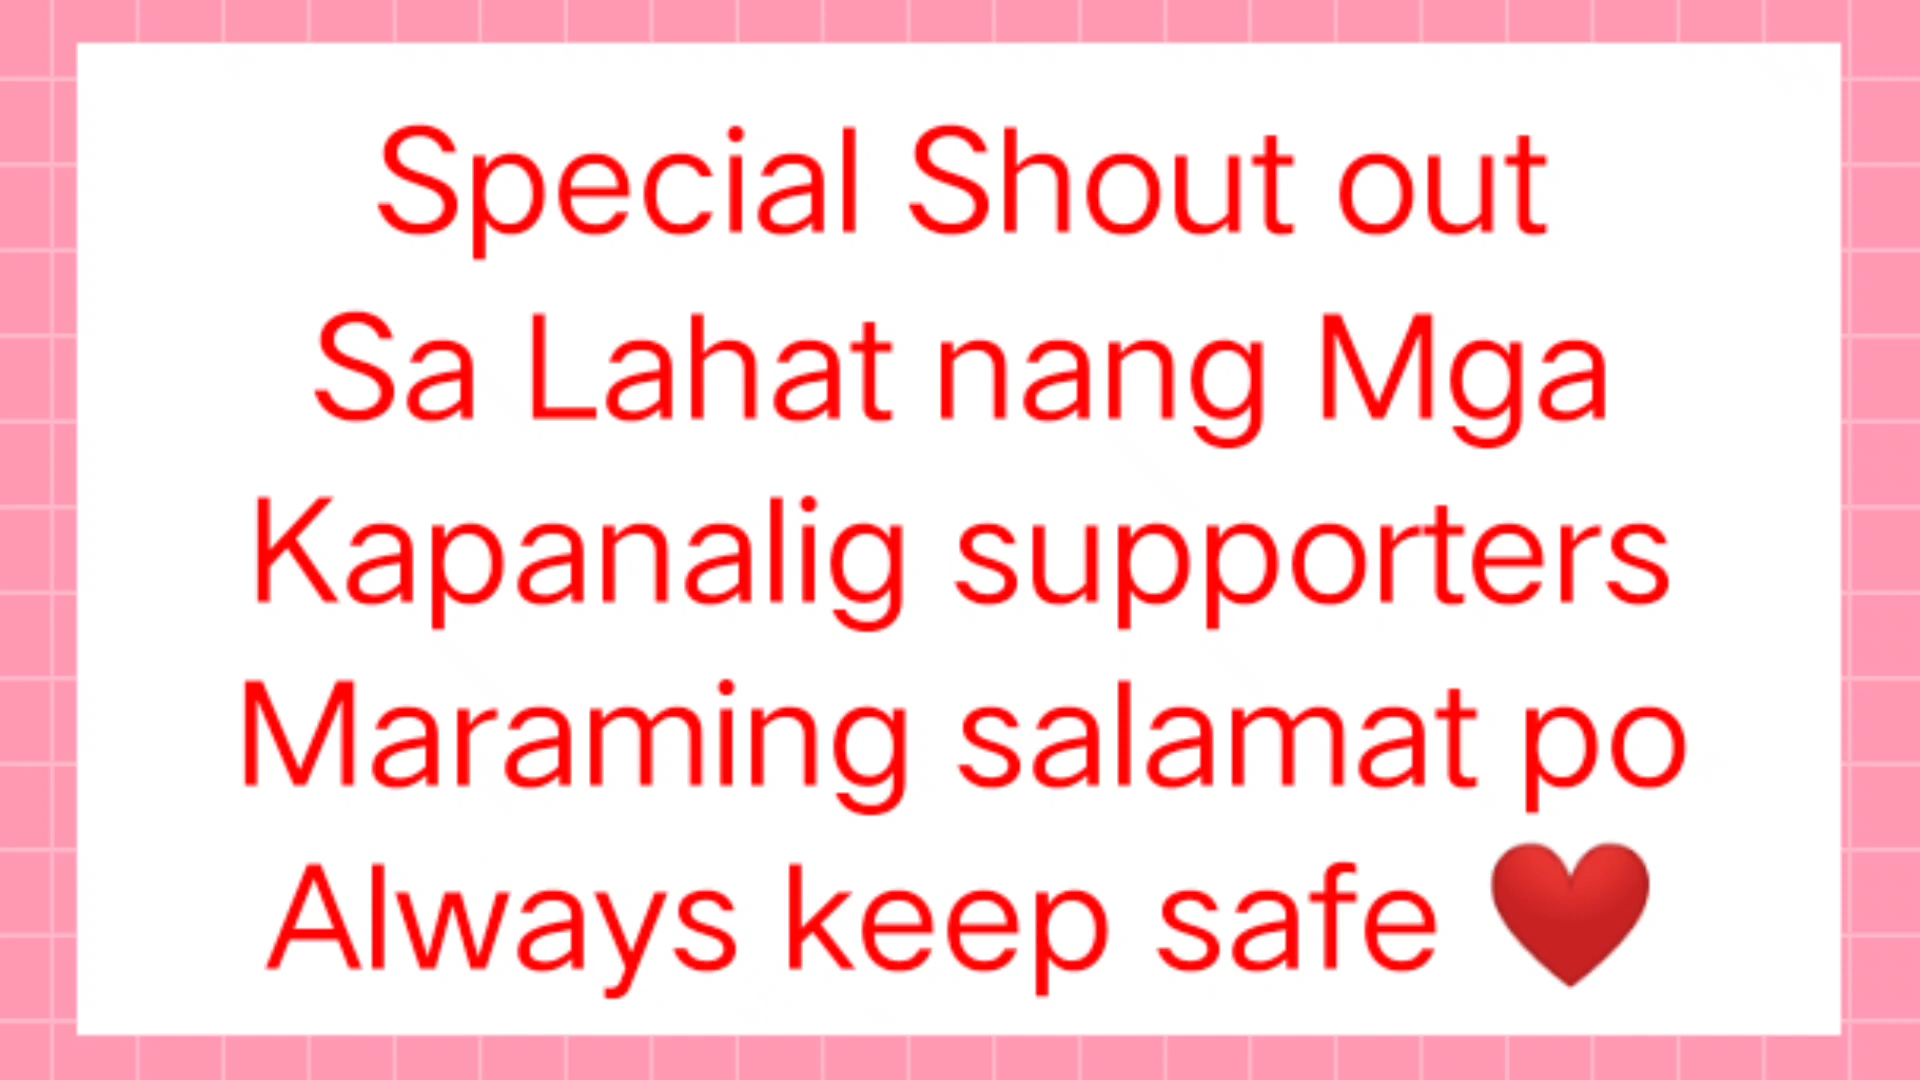 Special Shout out
Sa Lahat nang Mga
Kapanalig supporters
Maraming salamat po
Always keep safe ❤️